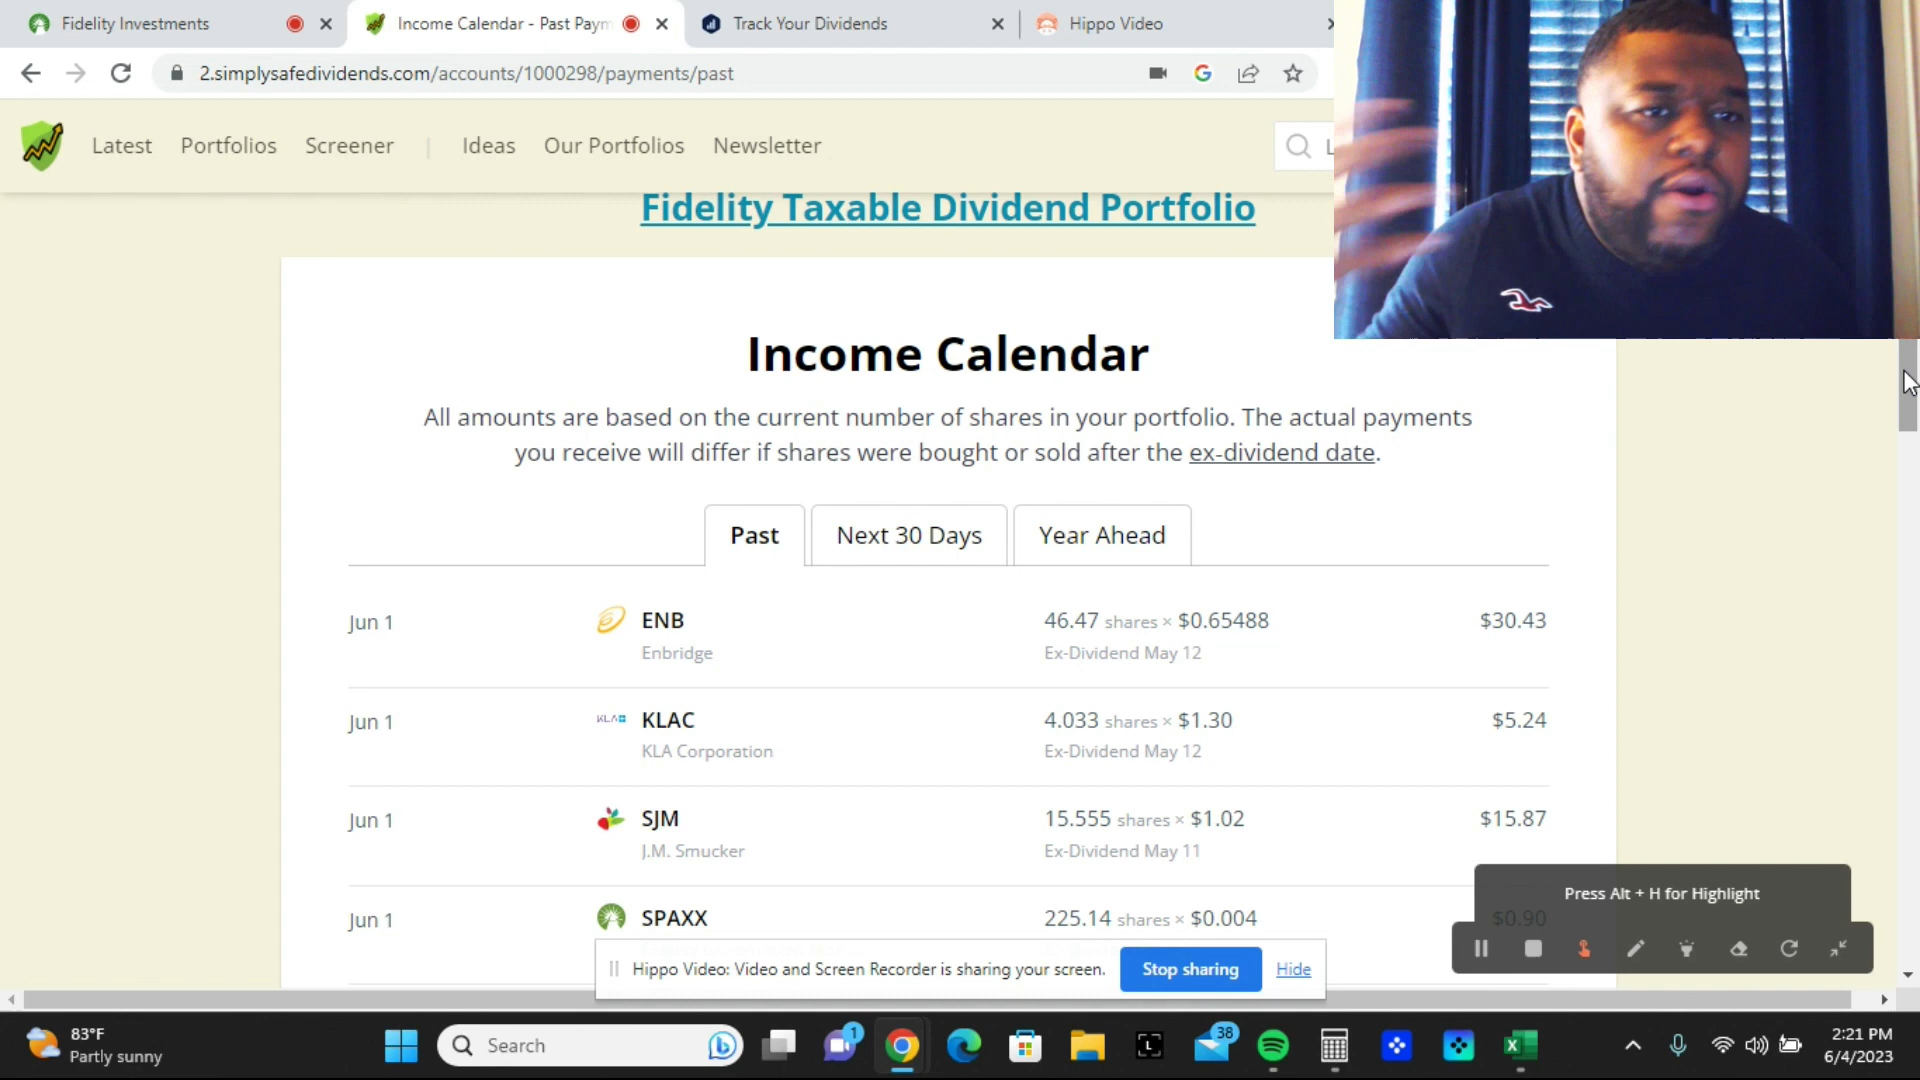 Fidelity Investments
Income Calendar - Past Paym
Track Your Dividends
Hippo Video
2.simplysafedividends.com/accounts/1000298/payments/past
Latest Portfolios Screener | Ideas Our Portfolios Newsletter
Fidelity Taxable Dividend Portfolio
Income Calendar
All amounts are based on the current number of shares in your portfolio. The actual payments
you receive will differ if shares were bought or sold after the ex-dividend date.
Past Next 30 Days Year Ahead
Jun 1 ENB 46.47 shares × $0.65488 $30.43
Enbridge Ex-Dividend May 12
Jun 1 KLAC 4.033 shares × $1.30 $5.24
KLA Corporation Ex-Dividend May 12
Jun 1 SJM 15.555 shares × $1.02 $15.87
J.M. Smucker Ex-Dividend May 11
Press Alt + H for Highlight
Jun 1 SPAXX 225.14 shares × $0.004 $0.90
Hippo Video: Video and Screen Recorder is sharing your screen. Stop sharing Hide
83°F
Partly sunny
Search
1
38
2:21 PM
6/4/2023